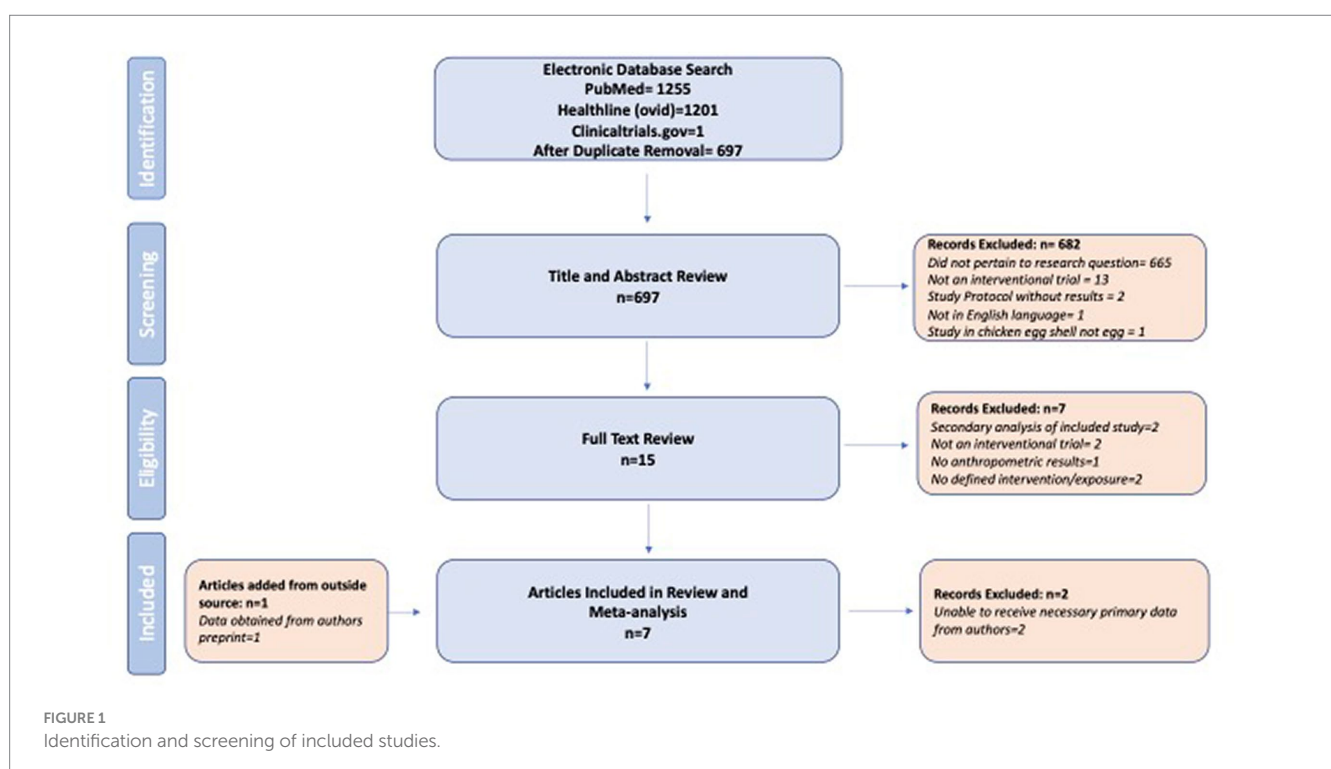 Identification
Electronic Database Search
PubMed= 1255
Healthline (ovid)=1201
Clinicaltrials.gov=1
After Duplicate Removal= 697
Screening
Title and Abstract Review
n=697
Records Excluded: n= 682
Did not pertain to research question= 665
Not an interventional trial = 13
Study Protocol without results = 2
Not in English language= 1
Study in chicken egg shell not egg = 1
Eligibility
Full Text Review
n=15
Records Excluded: n=7
Secondary analysis of included study=2
Not an interventional trial= 2
No anthropometric results=1
No defined intervention/exposure=2
Included
Articles added from outside
source: n=1
Data obtained from authors
preprint=1
Articles Included in Review and
Meta-analysis
n=7
Records Excluded: n=2
Unable to receive necessary primary data
from authors=2
FIGURE 1
Identification and screening of included studies.